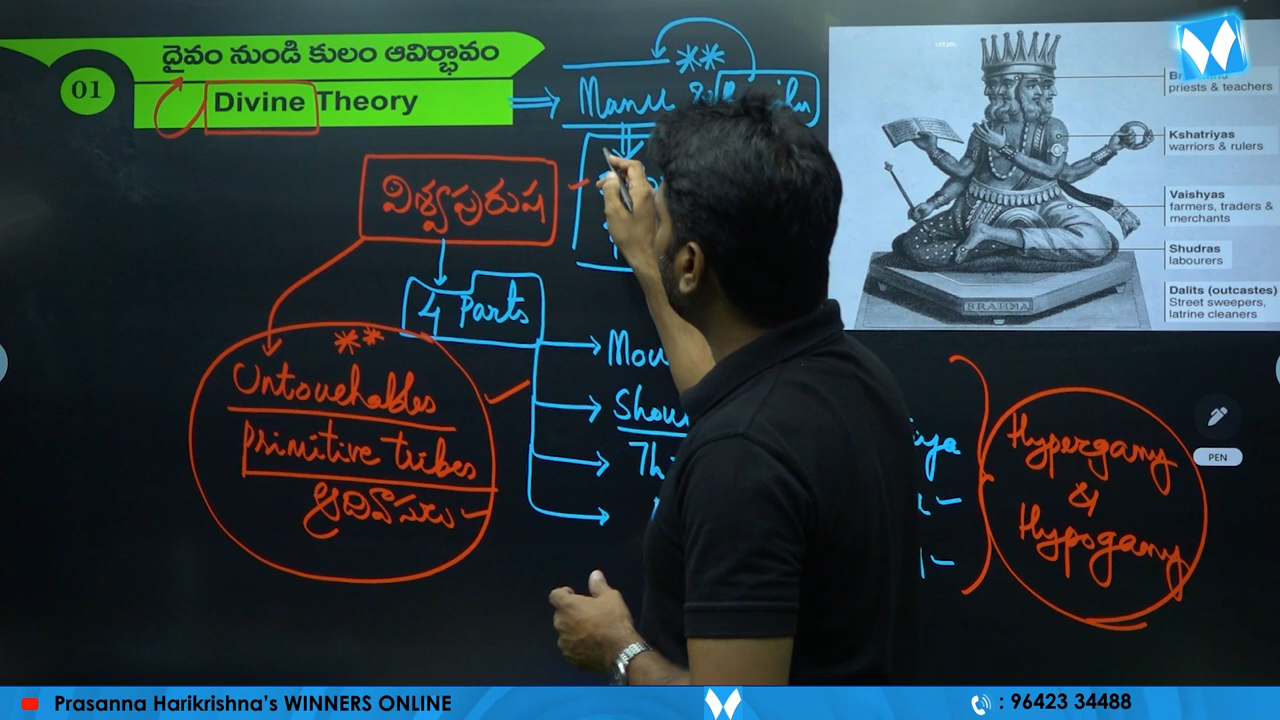 దైవం నుండి కులం ఆవిర్భావం
01
Divine Theory
Manu &
**
విశ్వపురుష
4 Parts
**
Untouchables
primitive tribes
ఆదివాసులు
Hypergamy
&
Hypogamy
priests & teachers
Kshatriyas
warriors & rulers
Vaishyas
farmers, traders &
merchants
Shudras
labourers
Dalits (outcastes)
Street sweepers,
latrine cleaners
BRAHMA
PEN
Prasanna Harikrishna's WINNERS ONLINE
: 96423 34488